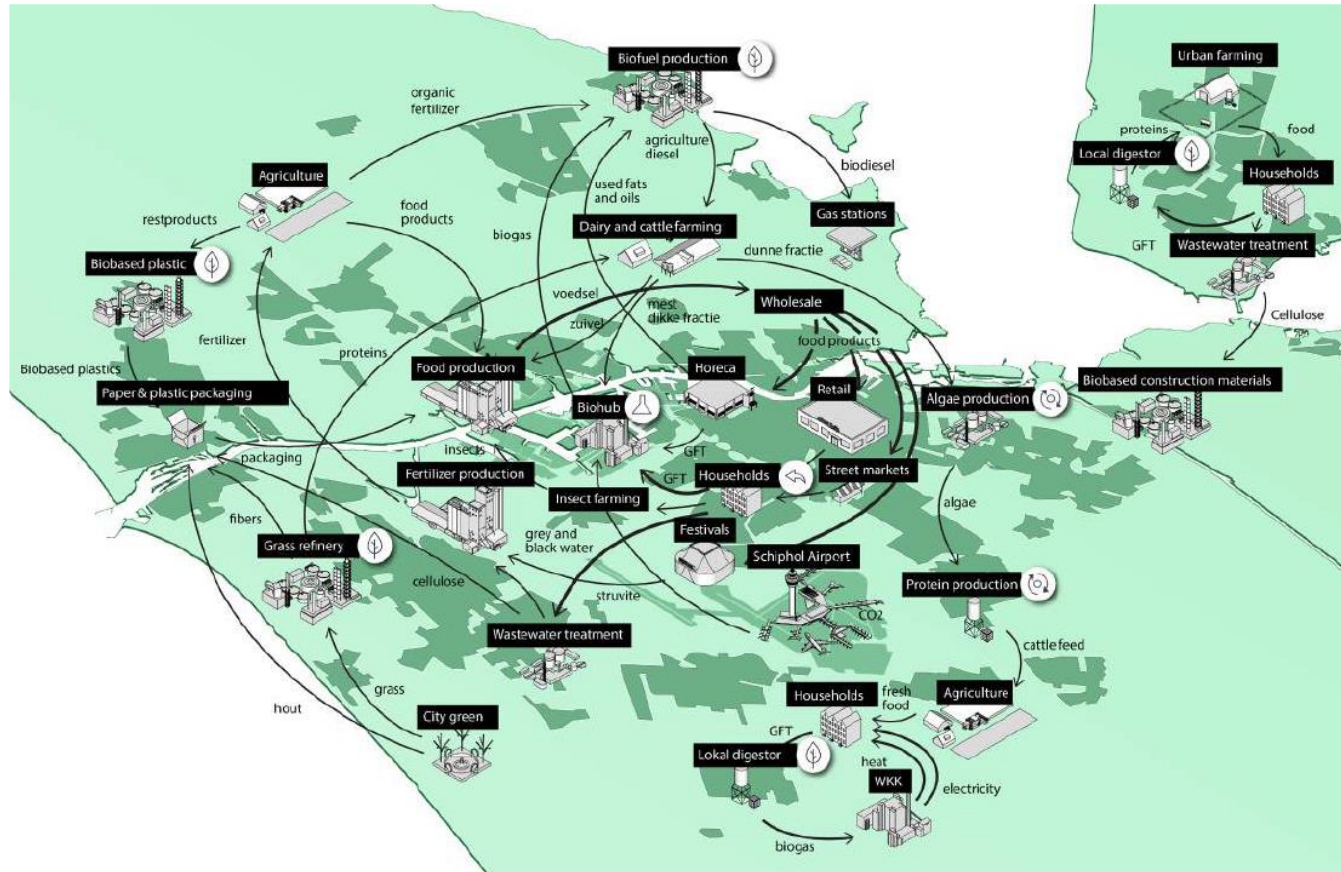 Biofuel production
Urban farming
organic
fertilizer
agriculture
diesel
proteins
food
Local digestor
biodiesel
Agriculture
Households
used fats
and oils
food
products
restproducts
Gas stations
Dairy and cattle farming
biogas
GFT
Wastewater treatment
dunne fractie
Biobased plastic
voedsel
Wholesale
mest
dikke fractie
zuivel
Cellulose
fertilizer
food products
proteins
Food production
Horeca
Biobased plastics
Retail
Biobased construction materials
Paper & plastic packaging
Biohub
Algae production
insects
GFT
packaging
Fertilizer production
GFT
Households
Street markets
Insect farming
algae
fibers
Festivals
grey and
black water
Grass refinery
Schiphol Airport
cellulose
Protein production
struvite
CO2
Wastewater treatment
cattle feed
grass
Households
fresh
food
Agriculture
hout
City green
GFT
Lokal digestor
heat
WKK
electricity
biogas